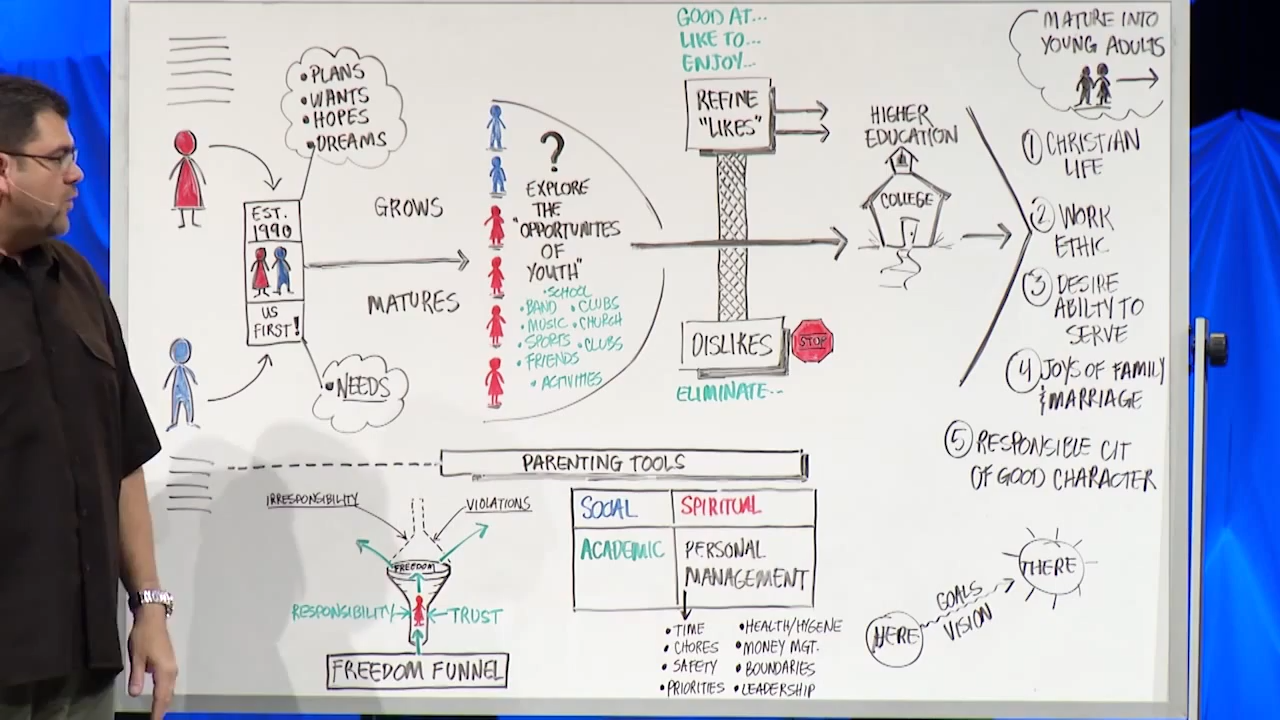 • PLANS
• WANTS
• HOPES
• DREAMS
EST.
1990
US
FIRST!
• NEEDS
GROWS
MATURES
?
EXPLORE
THE
"OPPORTUNITES
OF
YOUTH"
• SCHOOL
• BAND • CLUBS
• MUSIC • CHURCH
• SPORTS • CLUBS
• FRIENDS
• ACTIVITIES
GOOD AT...
LIKE TO...
ENJOY...
REFINE
"LIKES"
DISLIKES
STOP
ELIMINATE...
HIGHER
EDUCATION
COLLEGE
MATURE INTO
YOUNG ADULTS
1 CHRISTIAN
LIFE
2 WORK
ETHIC
3 DESIRE
ABILTY TO
SERVE
4 JOYS OF FAMILY
& MARRIAGE
5 RESPONSIBLE CIT
OF GOOD CHARACTER
PARENTING TOOLS
IRRESPONSIBILITY
VIOLATIONS
FREEDOM
RESPONSIBILITY
TRUST
FREEDOM FUNNEL
SOCIAL SPIRITUAL
ACADEMIC PERSONAL
MANAGEMENT
• TIME • HEALTH/HYGENE
• CHORES • MONEY MGT.
• SAFETY • BOUNDARIES
• PRIORITIES • LEADERSHIP
HERE
GOALS
VISION
THERE